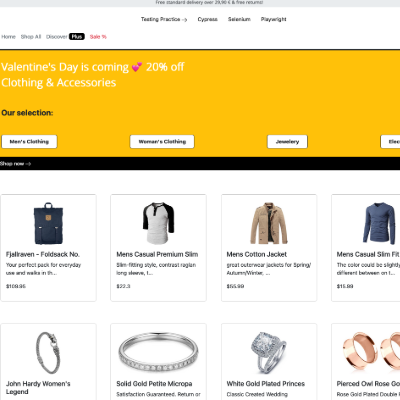 Free standard delivery over 29,90 € & free returns!
Testing Practice -> Cypress Selenium Playwright
Home Shop All Discover Plus Sale %
Valentine's Day is coming 💕 20% off
Clothing & Accessories
Our selection:
Men's Clothing Woman's Clothing Jewelery
Shop now ->
Fjallraven - Foldsack No.
Your perfect pack for everyday
use and walks in th...
$109.95
Mens Casual Premium Slim
Slim-fitting style, contrast raglan
long sleeve, t...
$22.3
Mens Cotton Jacket
great outerwear jackets for Spring/
Autumn/Winter, ...
$55.99
Mens Casual Slim Fit
The color could be slightly
different between on t...
$15.99
John Hardy Women's
Legend
Solid Gold Petite Micropa
Satisfaction Guaranteed. Return or
White Gold Plated Princes
Classic Created Wedding
Pierced Owl Rose Go
Rose Gold Plated Double